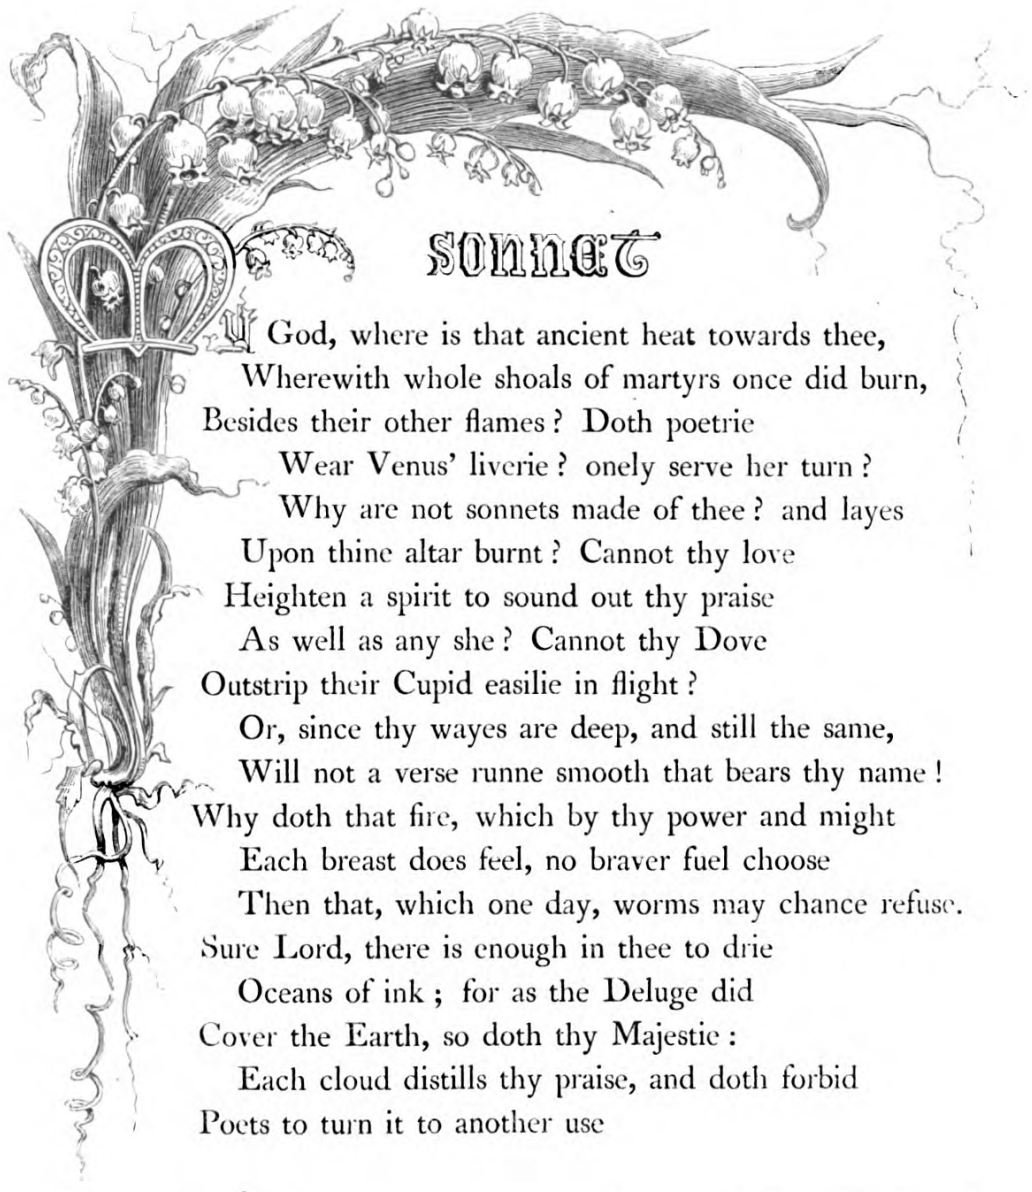 Sonnet
MY God, where is that ancient heat towards thee,
Wherewith whole shoals of martyrs once did burn,
Besides their other flames? Doth poetrie
Wear Venus' liverie? onely serve her turn?
Why are not sonnets made of thee? and layes
Upon thine altar burnt? Cannot thy love
Heighten a spirit to sound out thy praise
As well as any she? Cannot thy Dove
Outstrip their Cupid easilie in flight?
Or, since thy wayes are deep, and still the same,
Will not a verse runne smooth that bears thy name!
Why doth that fire, which by thy power and might
Each breast does feel, no braver fuel choose
Then that, which one day, worms may chance refuse.
Sure Lord, there is enough in thee to drie
Oceans of ink; for as the Deluge did
Cover the Earth, so doth thy Majestie:
Each cloud distills thy praise, and doth forbid
Poets to turn it to another use